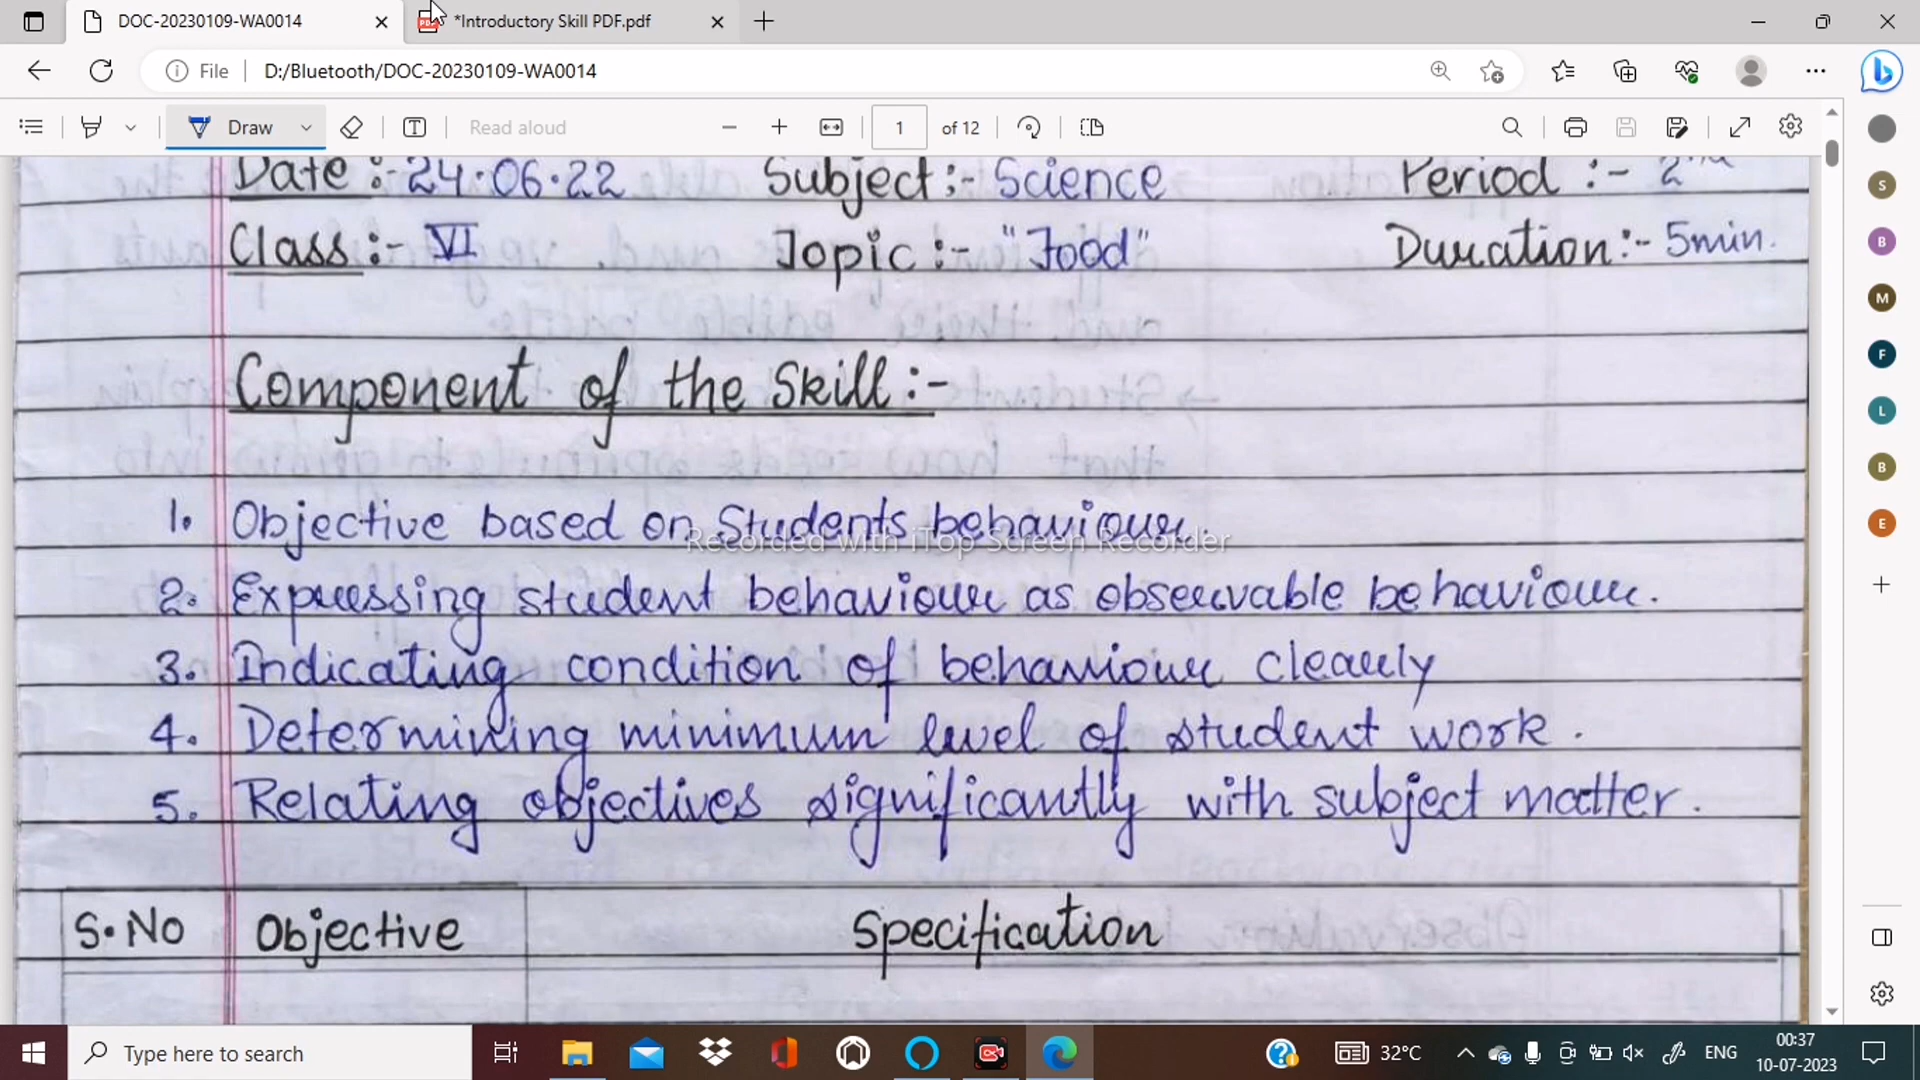 DOC-20230109-WA0014
*Introductory Skill PDF.pdf
File
D:/Bluetooth/DOC-20230109-WA0014
Draw
Read aloud
1
of 12
Date :- 24.06.22 Subject :- Science Period :- 2nd
Class :- VI Topic :- "Food" Duration :- 5min.
Component of the Skill :-
1. Objective based on Students behaviour.
Recorded with iTop Screen Recorder
2. Expressing student behaviour as observable behaviour.
3. Indicating condition of behaviour clearly
4. Determining minimum level of student work.
5. Relating objectives significantly with subject matter.
S.No Objective Specification
S
B
M
F
L
B
E
Type here to search
32°C
ENG
00:37
10-07-2023